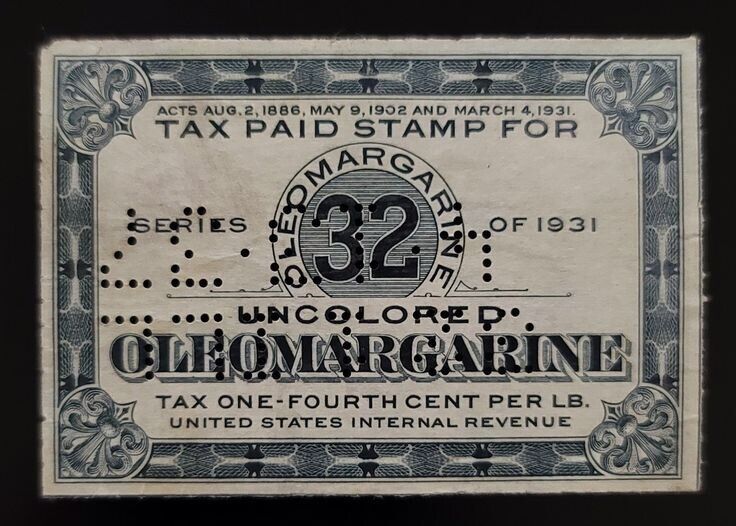 ACTS AUG. 2, 1886, MAY 9, 1902 AND MARCH 4, 1931.
TAX PAID STAMP FOR
OLEOMARGARINE
SERIES 32 OF 1931
UNCOLORED
OLEOMARGARINE
TAX ONE-FOURTH CENT PER LB.
UNITED STATES INTERNAL REVENUE